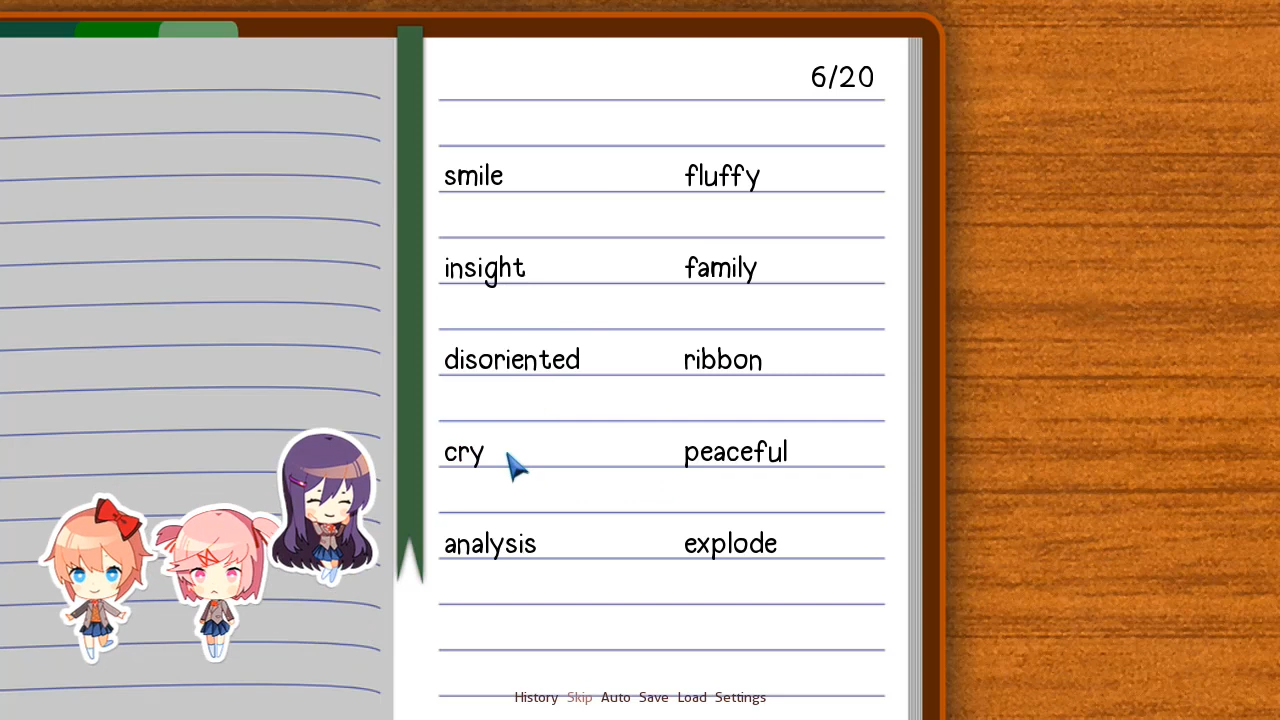 6/20
smile fluffy
insight family
disoriented ribbon
cry peaceful
analysis explode
History Skip Auto Save Load Settings